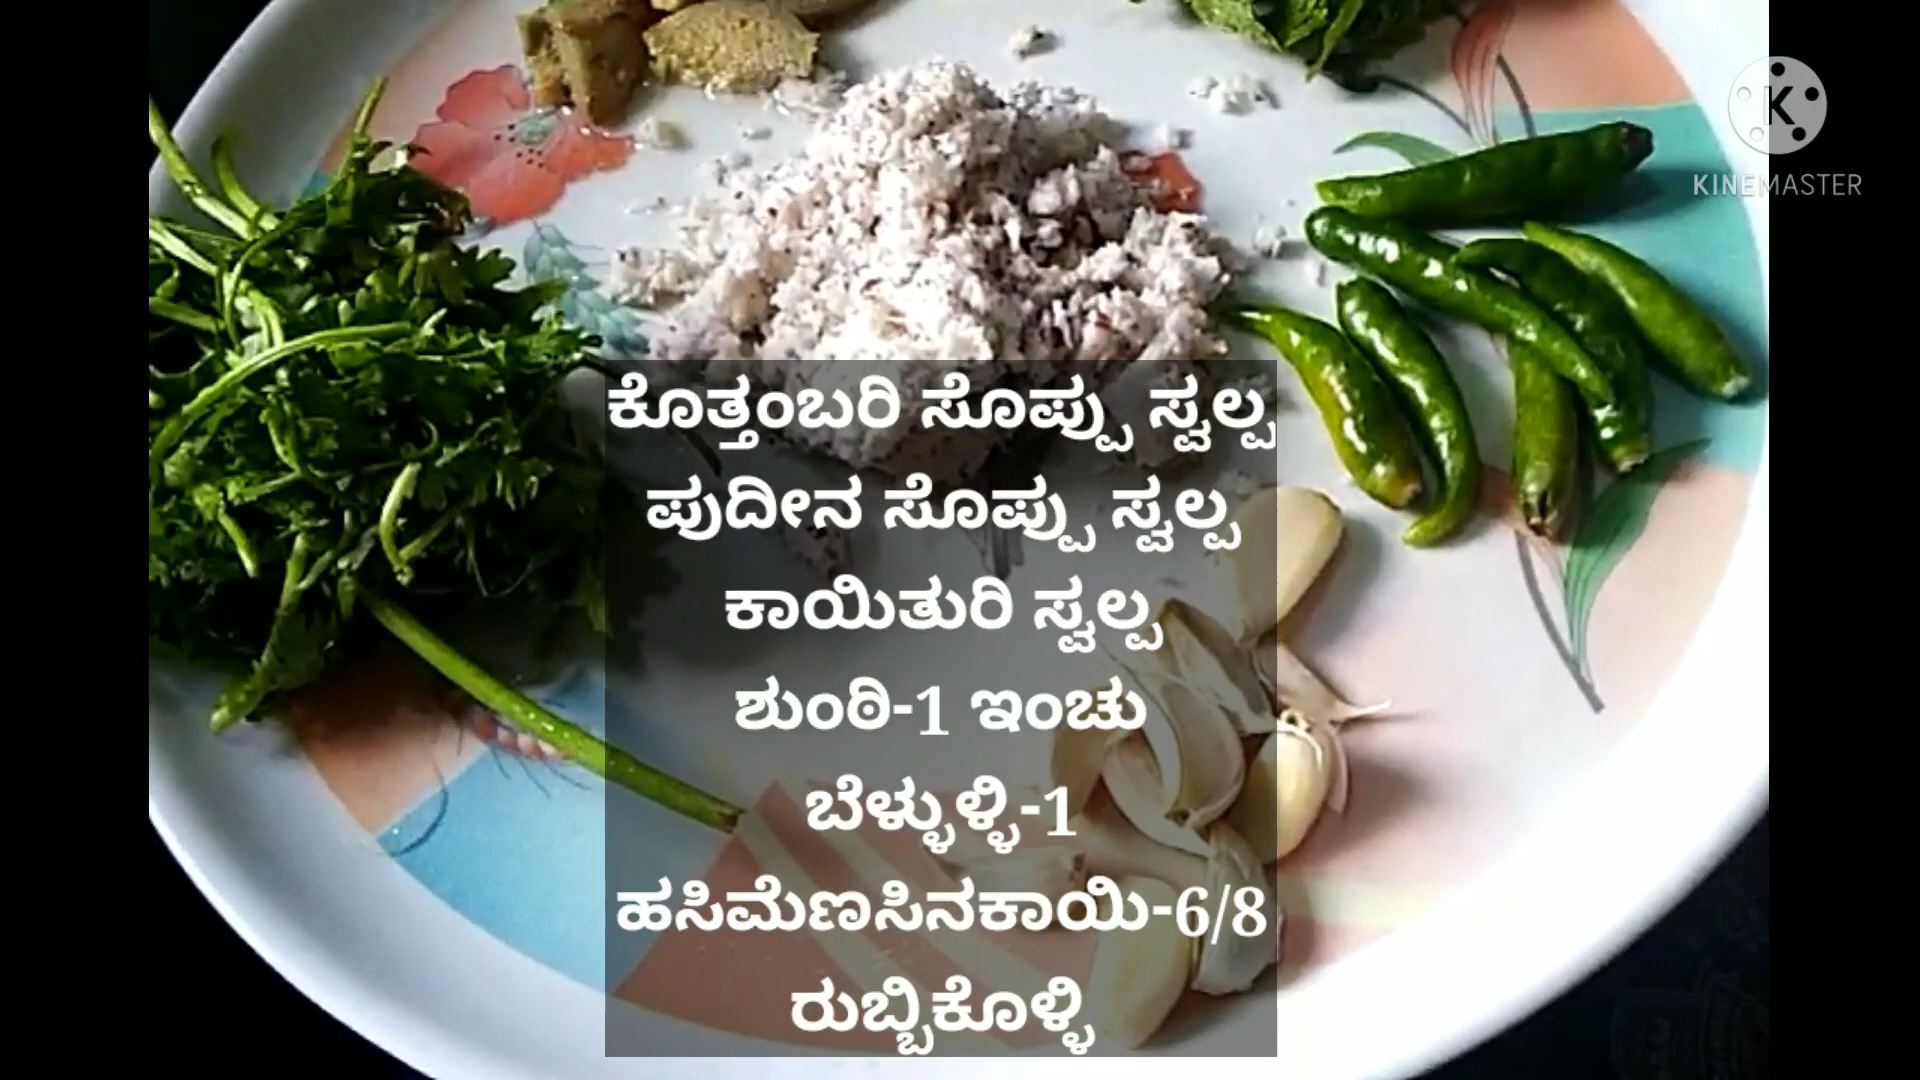 KINEMASTER
ಕೊತ್ತಂಬರಿ ಸೊಪ್ಪು ಸ್ವಲ್ಪ
ಪುದೀನ ಸೊಪ್ಪು ಸ್ವಲ್ಪ
ಕಾಯಿತುರಿ ಸ್ವಲ್ಪ
ಶುಂಠಿ-1 ಇಂಚು
ಬೆಳ್ಳುಳ್ಳಿ-1
ಹಸಿಮೆಣಸಿನಕಾಯಿ-6/8
ರುಬ್ಬಿಕೊಳ್ಳಿ